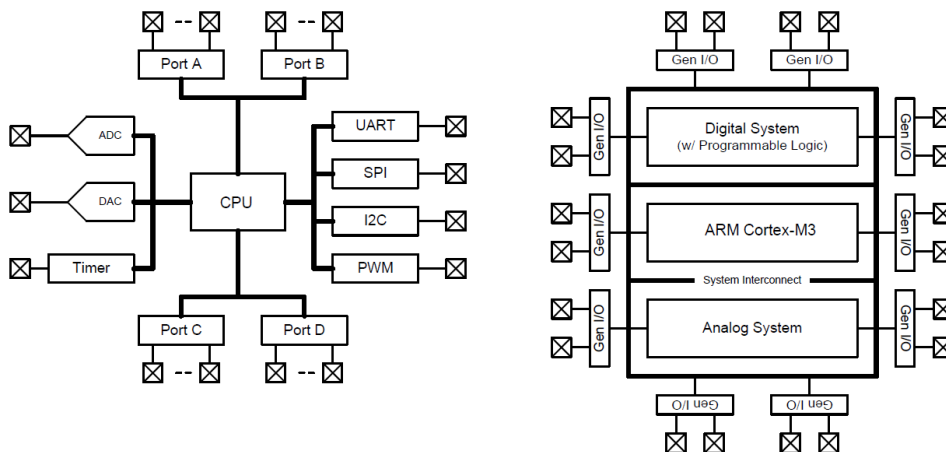 -- --
Port A Port B
ADC
DAC
Timer
CPU
UART
SPI
I2C
PWM
Port C Port D
-- --
Gen I/O Gen I/O
Gen I/O
Digital System
(w/ Programmable Logic)
Gen I/O
Gen I/O
ARM Cortex-M3
Gen I/O
System Interconnect
Gen I/O
Analog System
Gen I/O
Gen I/O Gen I/O